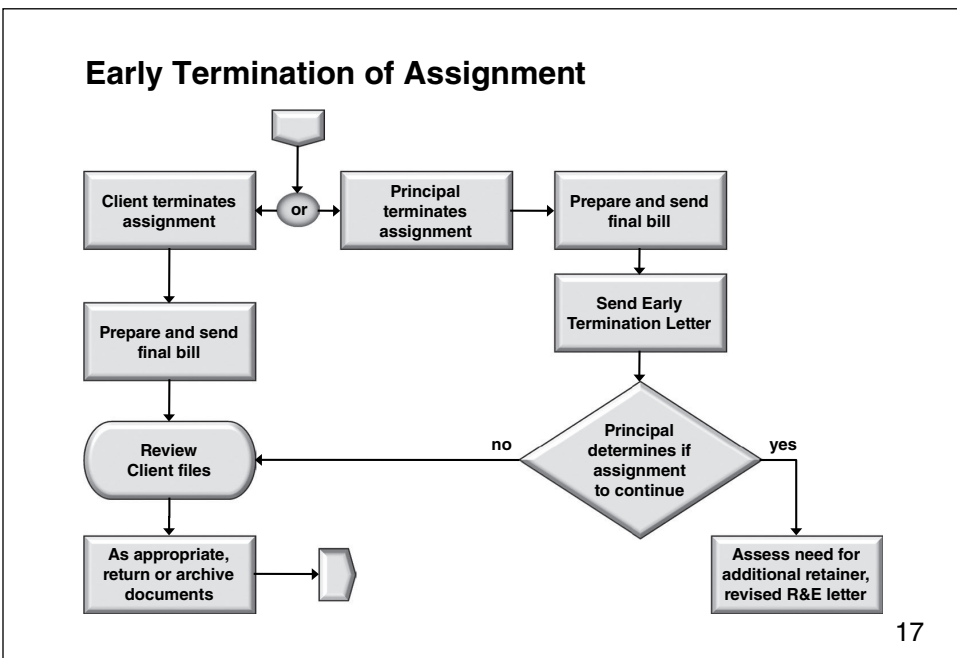 Early Termination of Assignment
Client terminates
assignment
or
Principal
terminates
assignment
Prepare and send
final bill
Send Early
Termination Letter
Prepare and send
final bill
Principal
determines if
assignment
to continue
no
yes
Review
Client files
As appropriate,
return or archive
documents
Assess need for
additional retainer,
revised R&E letter
17